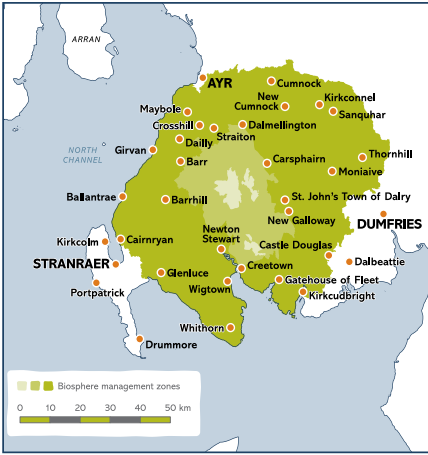 ARRAN
AYR
Cumnock
New
Cumnock
Kirkconnel
Sanquhar
Maybole
Crosshill
Straiton
Dalmellington
Dailly
NORTH
CHANNEL
Girvan
Barr
Carsphairn
Thornhill
Moniaive
Ballantrae
Barrhill
St. John's Town of Dalry
New Galloway
DUMFRIES
Kirkcolm
Cairnryan
Newton
Stewart
Castle Douglas
STRANRAER
Dalbeattie
Glenluce
Creetown
Gatehouse of Fleet
Portpatrick
Wigtown
Kirkcudbright
Whithorn
Drummore
Biosphere management zones
0 10 20 30 40 50 km